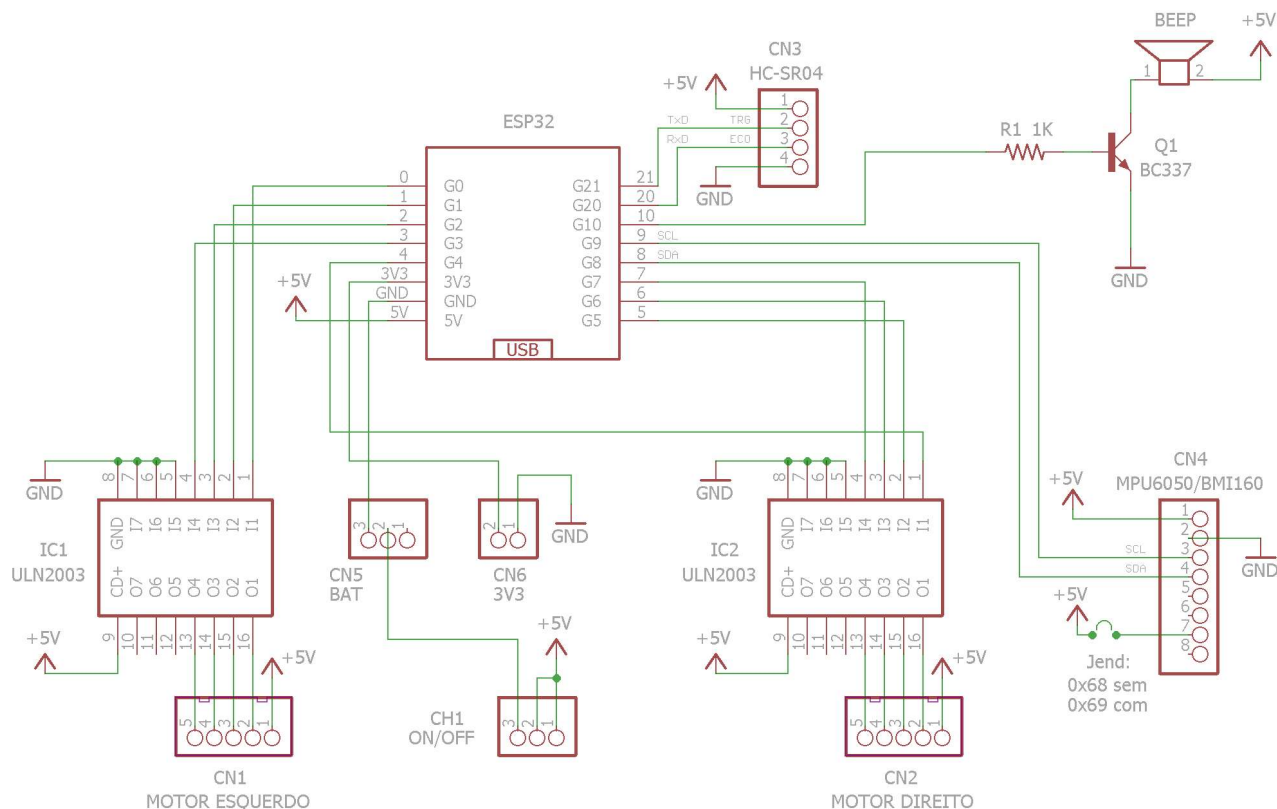 BEEP
+5V
1
2
CN3
HC-SR04
+5V
1
2
3
4
TxD
TRG
RxD
ECO
GND
R1 1K
Q1
BC337
GND
ESP32
0 G0 G21 21
1 G1 G20 20
2 G2 G10 10
3 G3 G9 9 SCL
4 G4 G8 8 SDA
3V3 3V3 G7 7
GND GND G6 6
5V 5V G5 5
+5V
USB
GND
8 7 6 5 4 3 2 1
GND I7 I6 I5 I4 I3 I2 I1
IC1
ULN2003
CD+ O7 O6 O5 O4 O3 O2 O1
9 10 11 12 13 14 15 16
+5V
+5V
5 4 3 2 1
CN1
MOTOR ESQUERDO
3 2 1
CN5
BAT
2 1
GND
CN6
3V3
+5V
3 2 1
CH1
ON/OFF
GND
8 7 6 5 4 3 2 1
GND I7 I6 I5 I4 I3 I2 I1
IC2
ULN2003
CD+ O7 O6 O5 O4 O3 O2 O1
9 10 11 12 13 14 15 16
+5V
+5V
5 4 3 2 1
CN2
MOTOR DIREITO
CN4
MPU6050/BMI160
+5V
1
2
SCL 3
SDA 4
5
6
7
8
GND
+5V
Jend:
0x68 sem
0x69 com